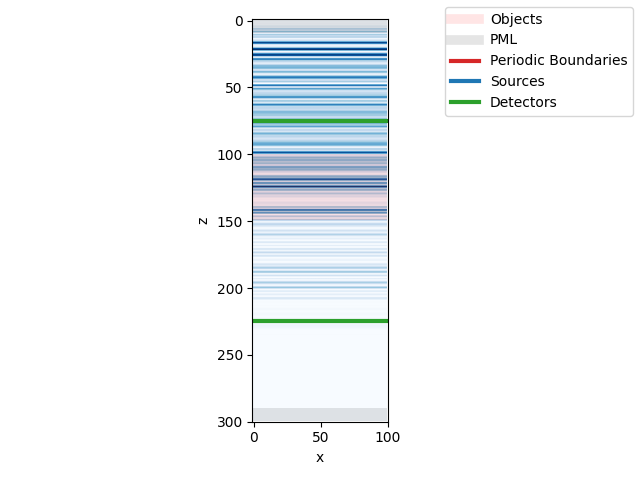 Objects
PML
Periodic Boundaries
Sources
Detectors
0
50
100
150
200
250
300
z
0
50
100
x